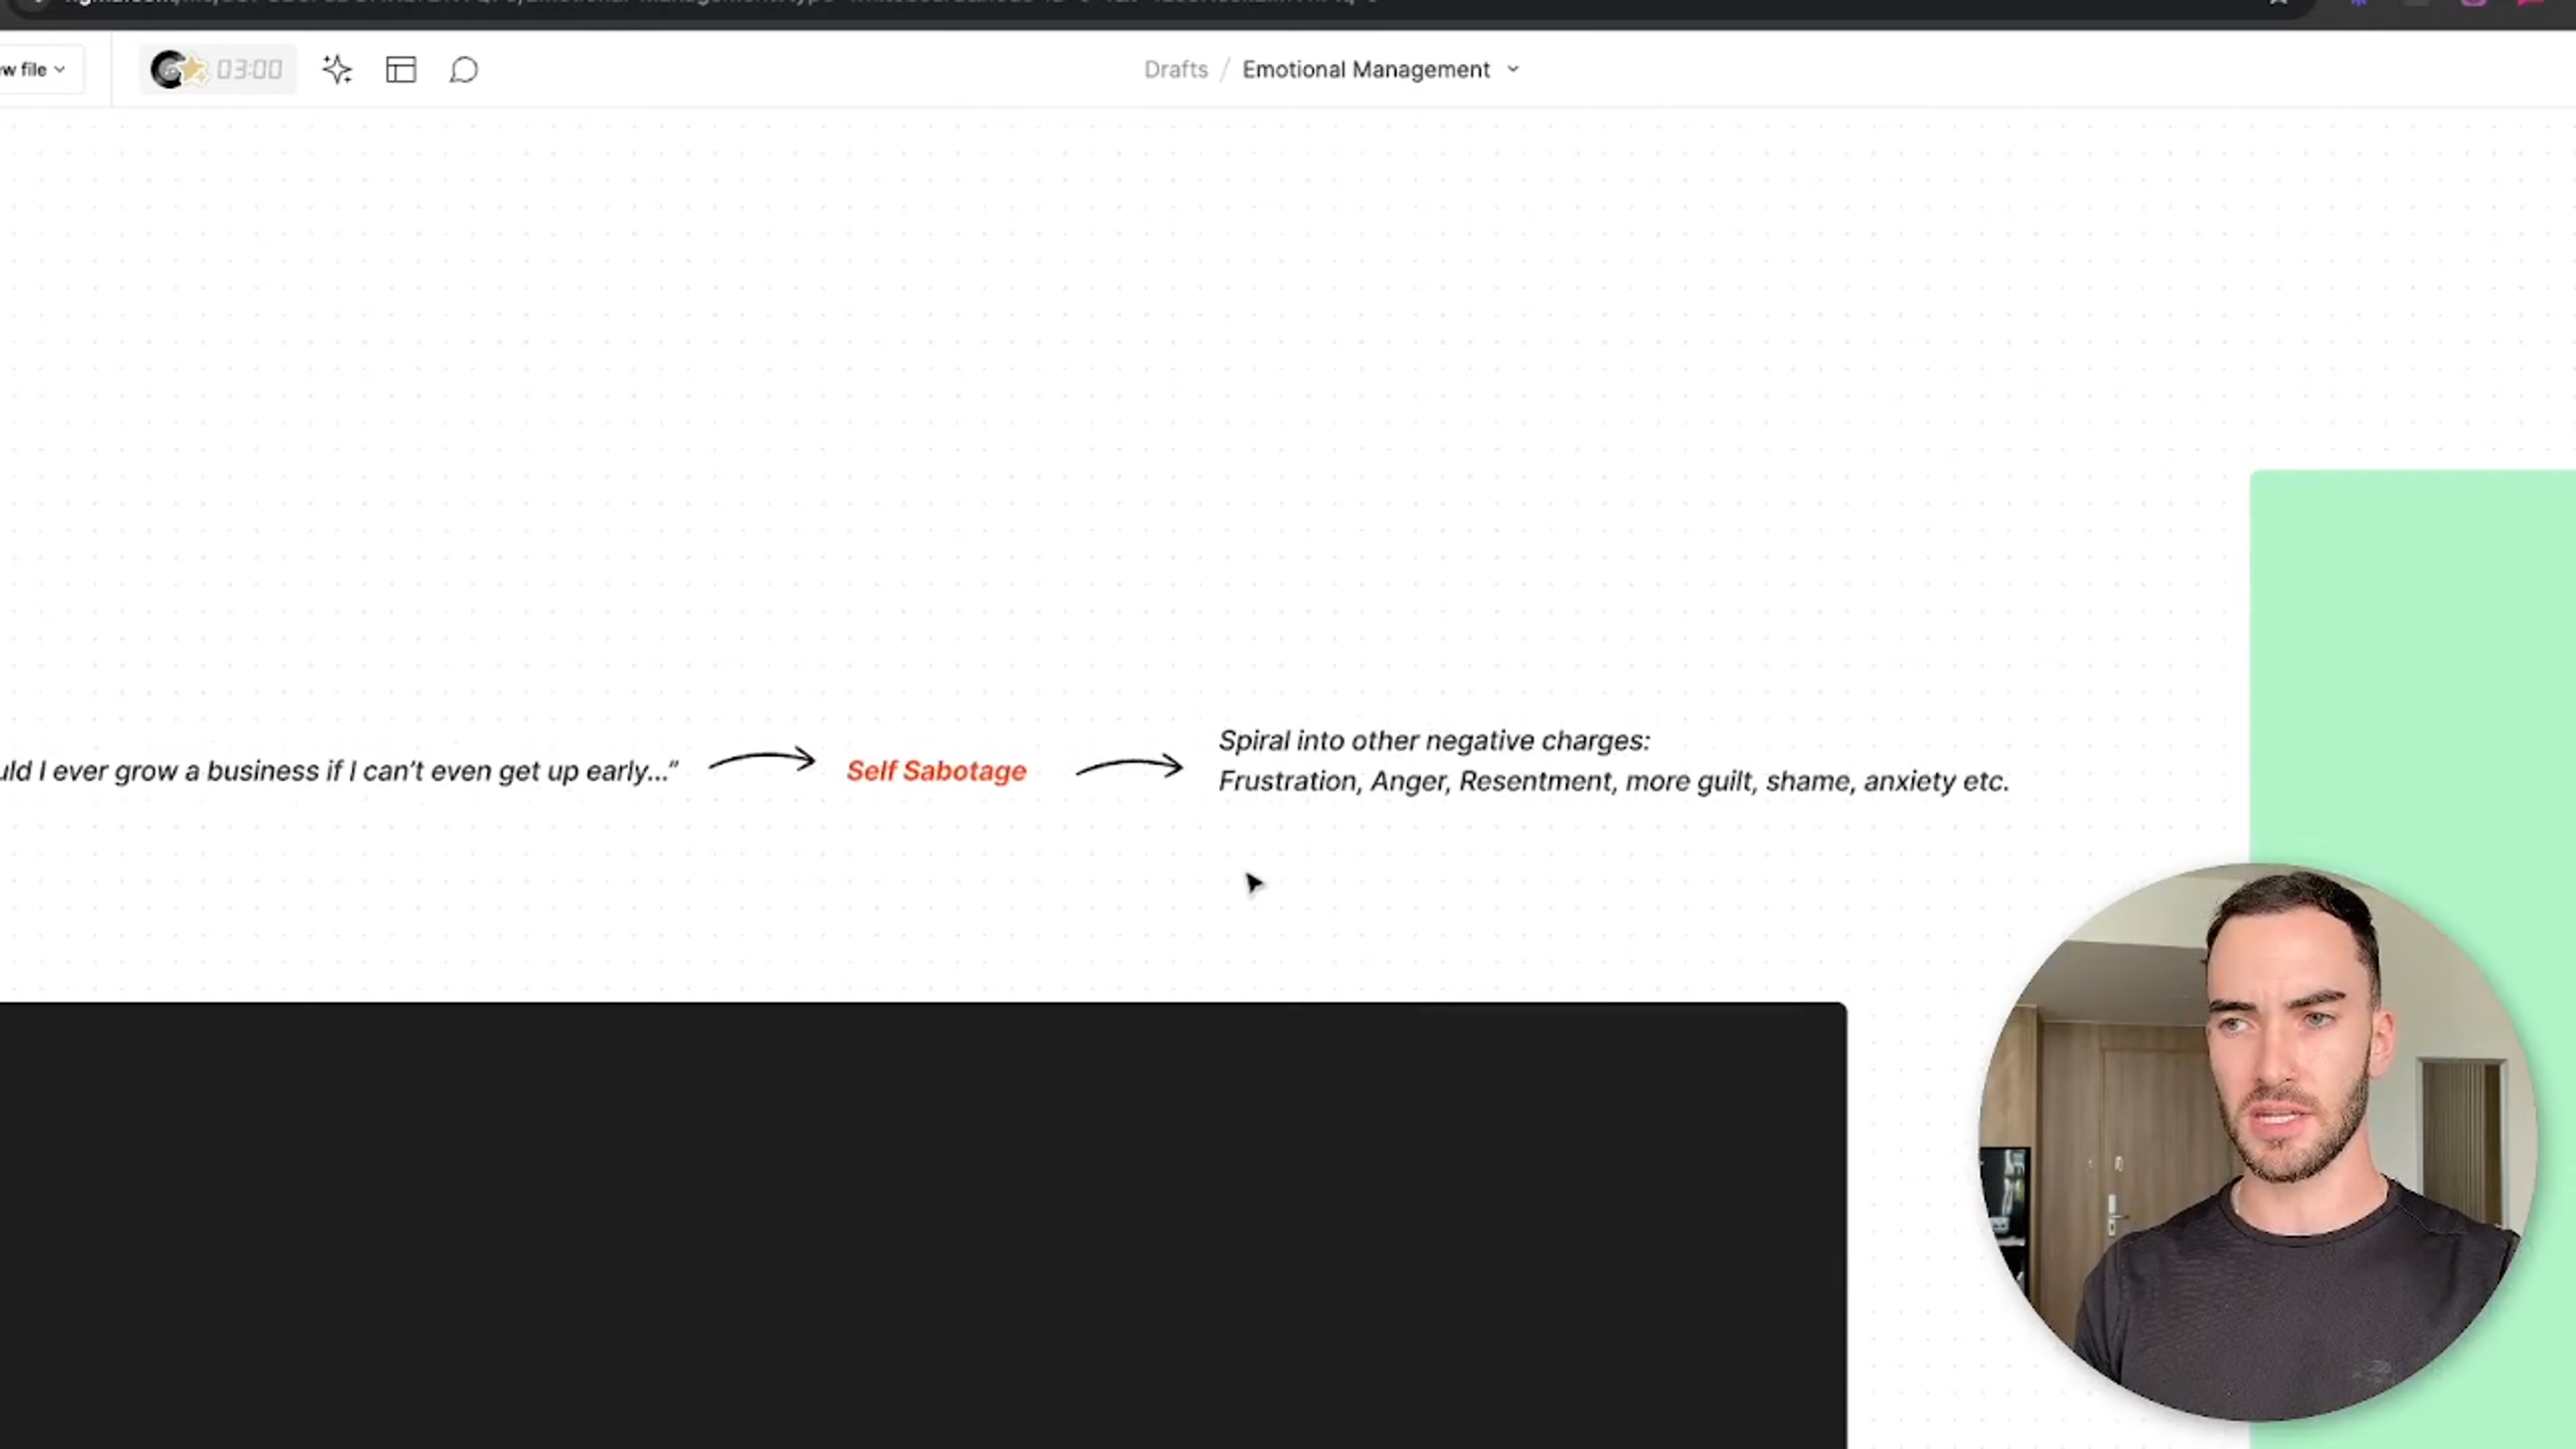 file
03:00
Drafts / Emotional Management
I ever grow a business if I can't even get up early..."
Self Sabotage
Spiral into other negative charges:
Frustration, Anger, Resentment, more guilt, shame, anxiety etc.